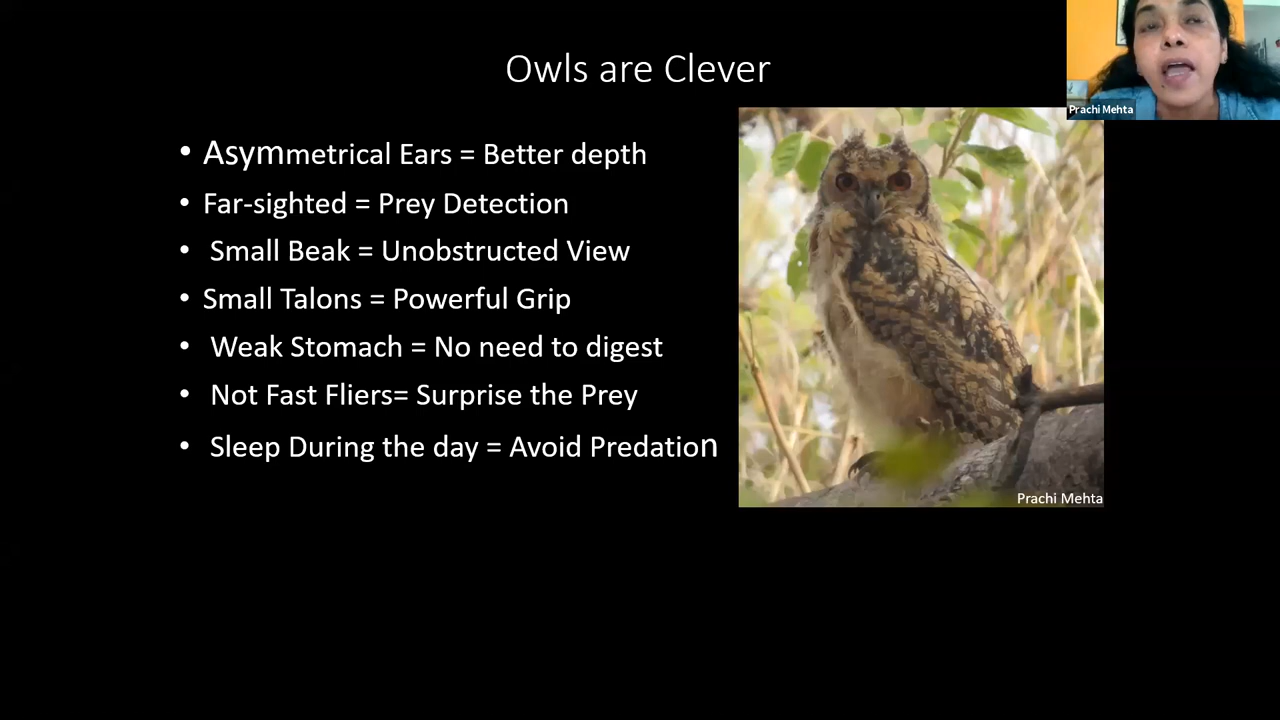 Owls are Clever
Prachi Mehta
• Asymmetrical Ears = Better depth
• Far-sighted = Prey Detection
• Small Beak = Unobstructed View
• Small Talons = Powerful Grip
• Weak Stomach = No need to digest
• Not Fast Fliers= Surprise the Prey
• Sleep During the day = Avoid Predation
Prachi Mehta